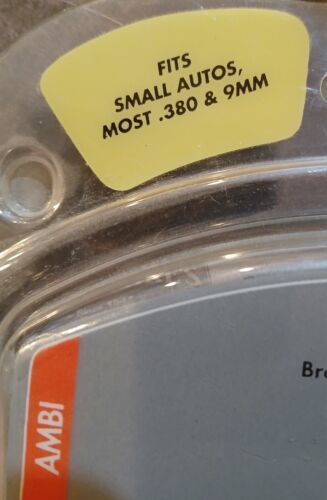 FITS
SMALL AUTOS,
MOST .380 & 9MM
AMBI